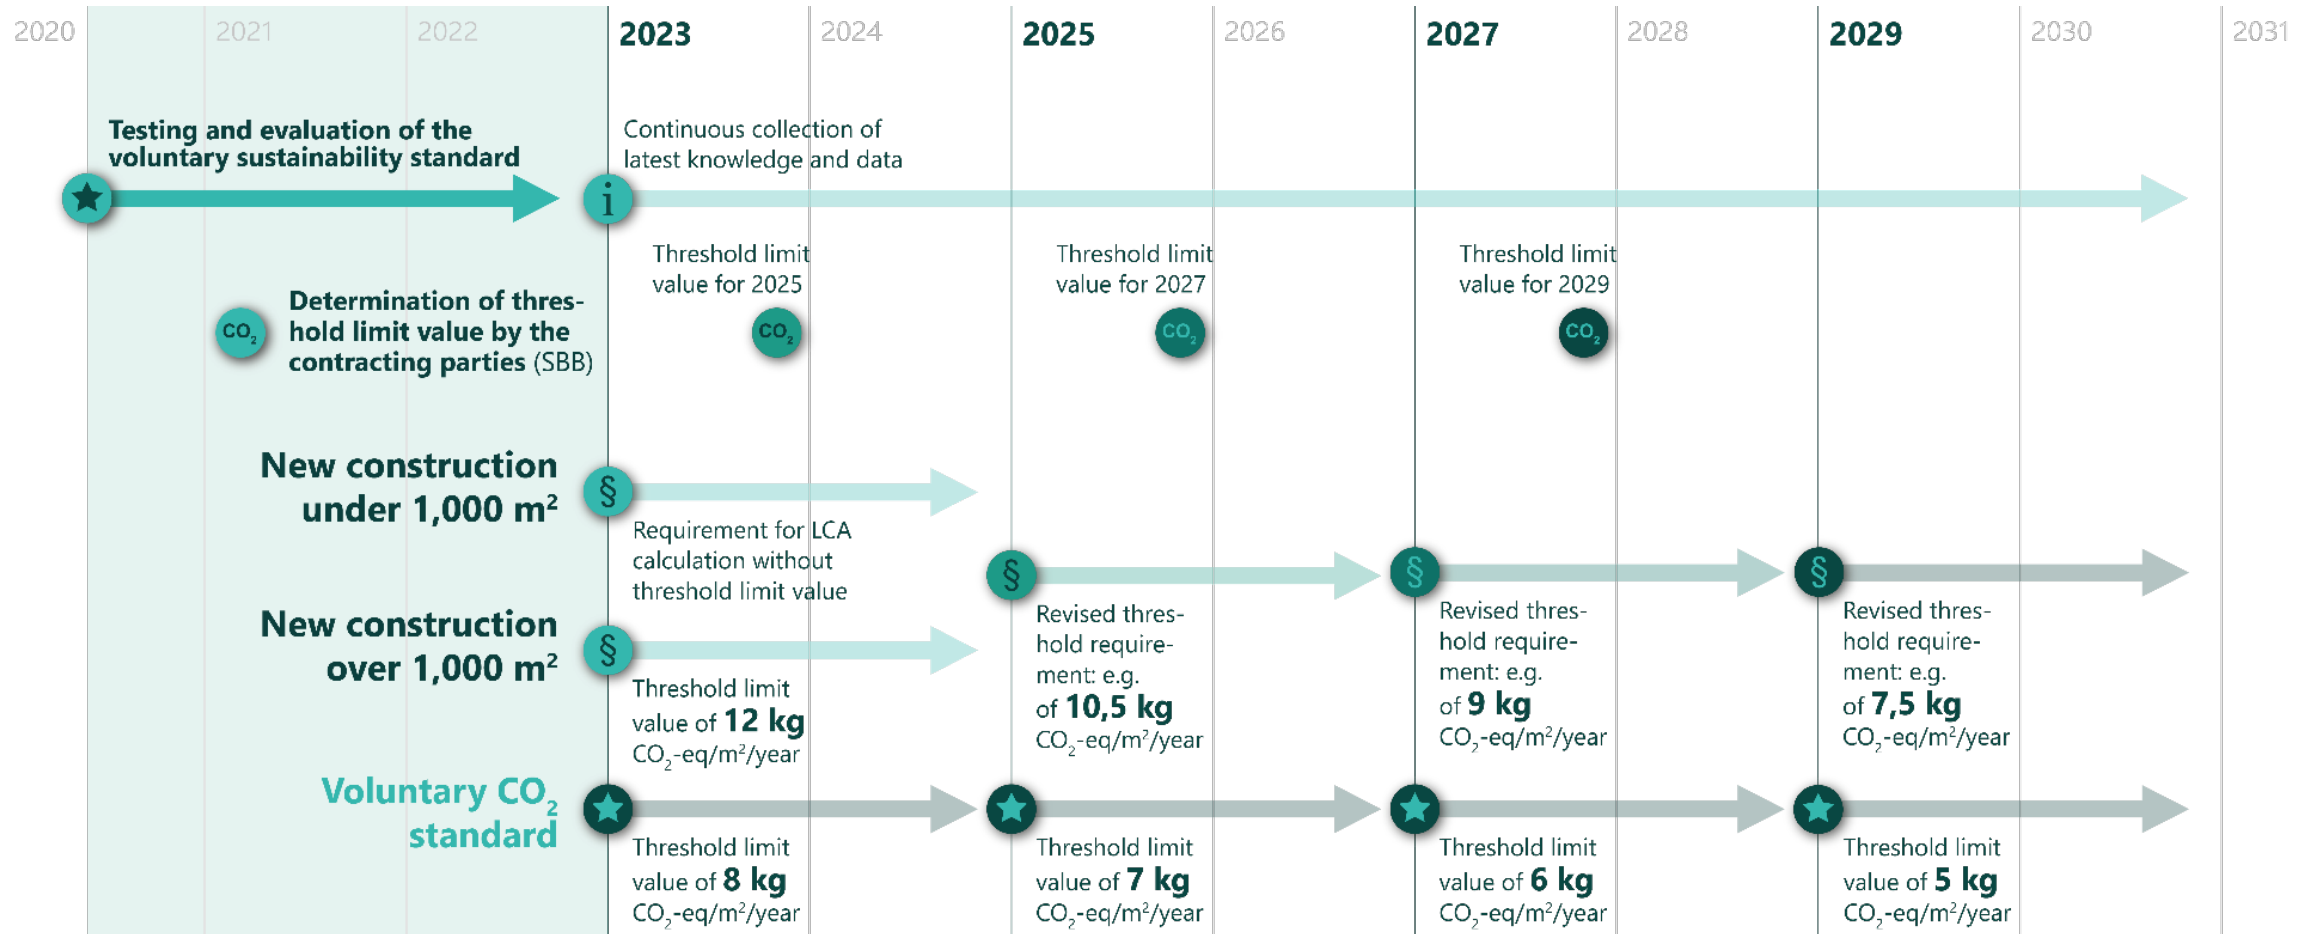 2020 2021 2022 2023 2024 2025 2026 2027 2028 2029 2030 2031
Testing and evaluation of the
voluntary sustainability standard
i
Continuous collection of
latest knowledge and data
CO₂
Determination of thres-
hold limit value by the
contracting parties (SBB)
Threshold limit
value for 2025
CO₂
Threshold limit
value for 2027
CO₂
Threshold limit
value for 2029
CO₂
New construction
under 1,000 m²
§
Requirement for LCA
calculation without
threshold limit value
New construction
over 1,000 m²
§
Threshold limit
value of 12 kg
CO₂-eq/m²/year
§
Revised thres-
hold require-
ment: e.g.
of 10,5 kg
CO₂-eq/m²/year
§
Revised thres-
hold require-
ment: e.g.
of 9 kg
CO₂-eq/m²/year
§
Revised thres-
hold require-
ment: e.g.
of 7,5 kg
CO₂-eq/m²/year
Voluntary CO₂
standard
Threshold limit
value of 8 kg
CO₂-eq/m²/year
Threshold limit
value of 7 kg
CO₂-eq/m²/year
Threshold limit
value of 6 kg
CO₂-eq/m²/year
Threshold limit
value of 5 kg
CO₂-eq/m²/year